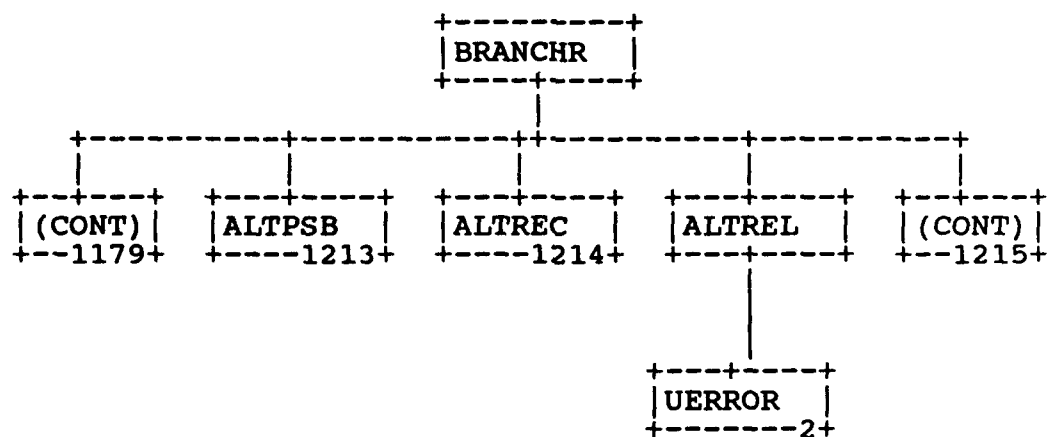 BRANCHR
(CONT) ALTPSB ALTREC ALTREL (CONT)
1179 1213 1214 1215
UERROR
2